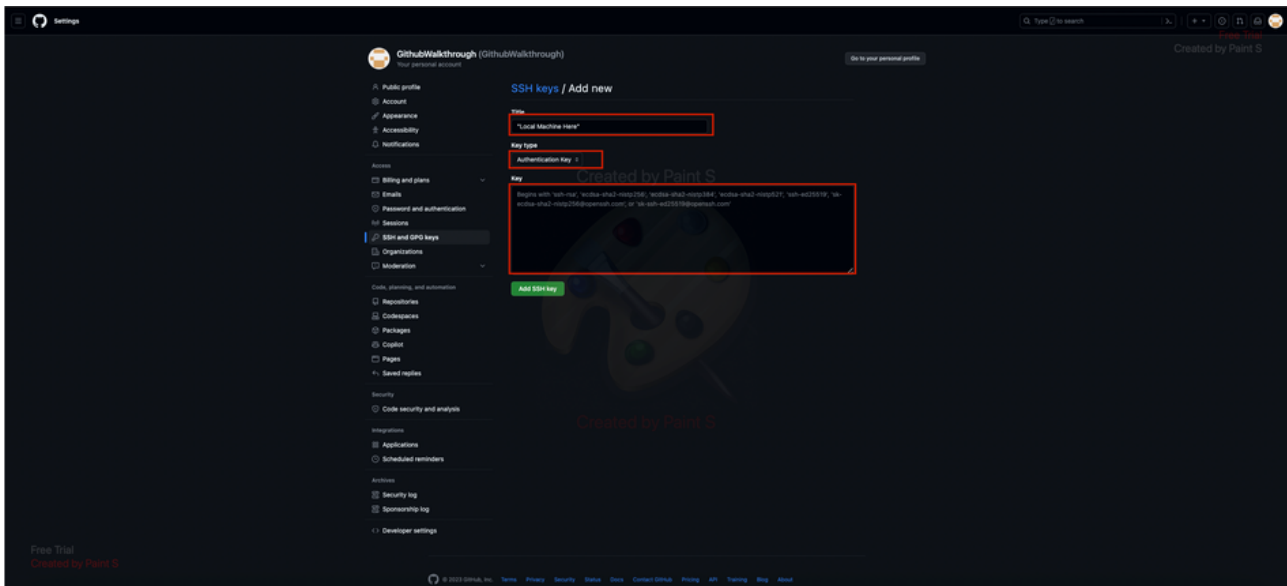 Settings
Type / to search
Free Trial
Created by Paint S
GithubWalkthrough (GithubWalkthrough)
Your personal account
Go to your personal profile
Public profile
Account
Appearance
Accessibility
Notifications
Access
Billing and plans
Emails
Password and authentication
Sessions
SSH and GPG keys
Organizations
Moderation
Code, planning, and automation
Repositories
Codespaces
Packages
Copilot
Pages
Saved replies
Security
Code security and analysis
Integrations
Applications
Scheduled reminders
Archives
Security log
Sponsorship log
Developer settings
SSH keys / Add new
Title
"Local Machine Here"
Key type
Authentication Key
Created by Paint S
Key
Begins with 'ssh-rsa', 'ecdsa-sha2-nistp256', 'ecdsa-sha2-nistp384', 'ecdsa-sha2-nistp521', 'ssh-ed25519', 'sk-
ecdsa-sha2-nistp256@openssh.com', or 'sk-ssh-ed25519@openssh.com'
Add SSH key
Created by Paint S
Free Trial
Created by Paint S
© 2023 GitHub, Inc. Terms Privacy Security Status Docs Contact GitHub Pricing API Training Blog About